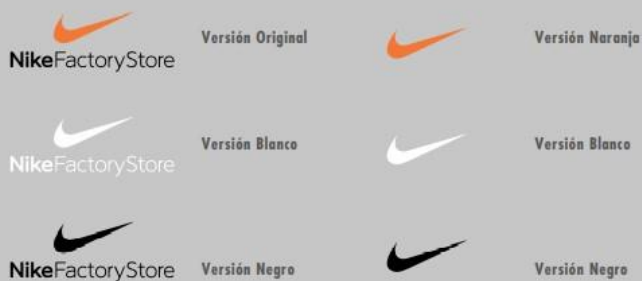 NikeFactoryStore
Versión Original
Versión Naranja
NikeFactoryStore
Versión Blanco
Versión Blanco
NikeFactoryStore
Versión Negro
Versión Negro